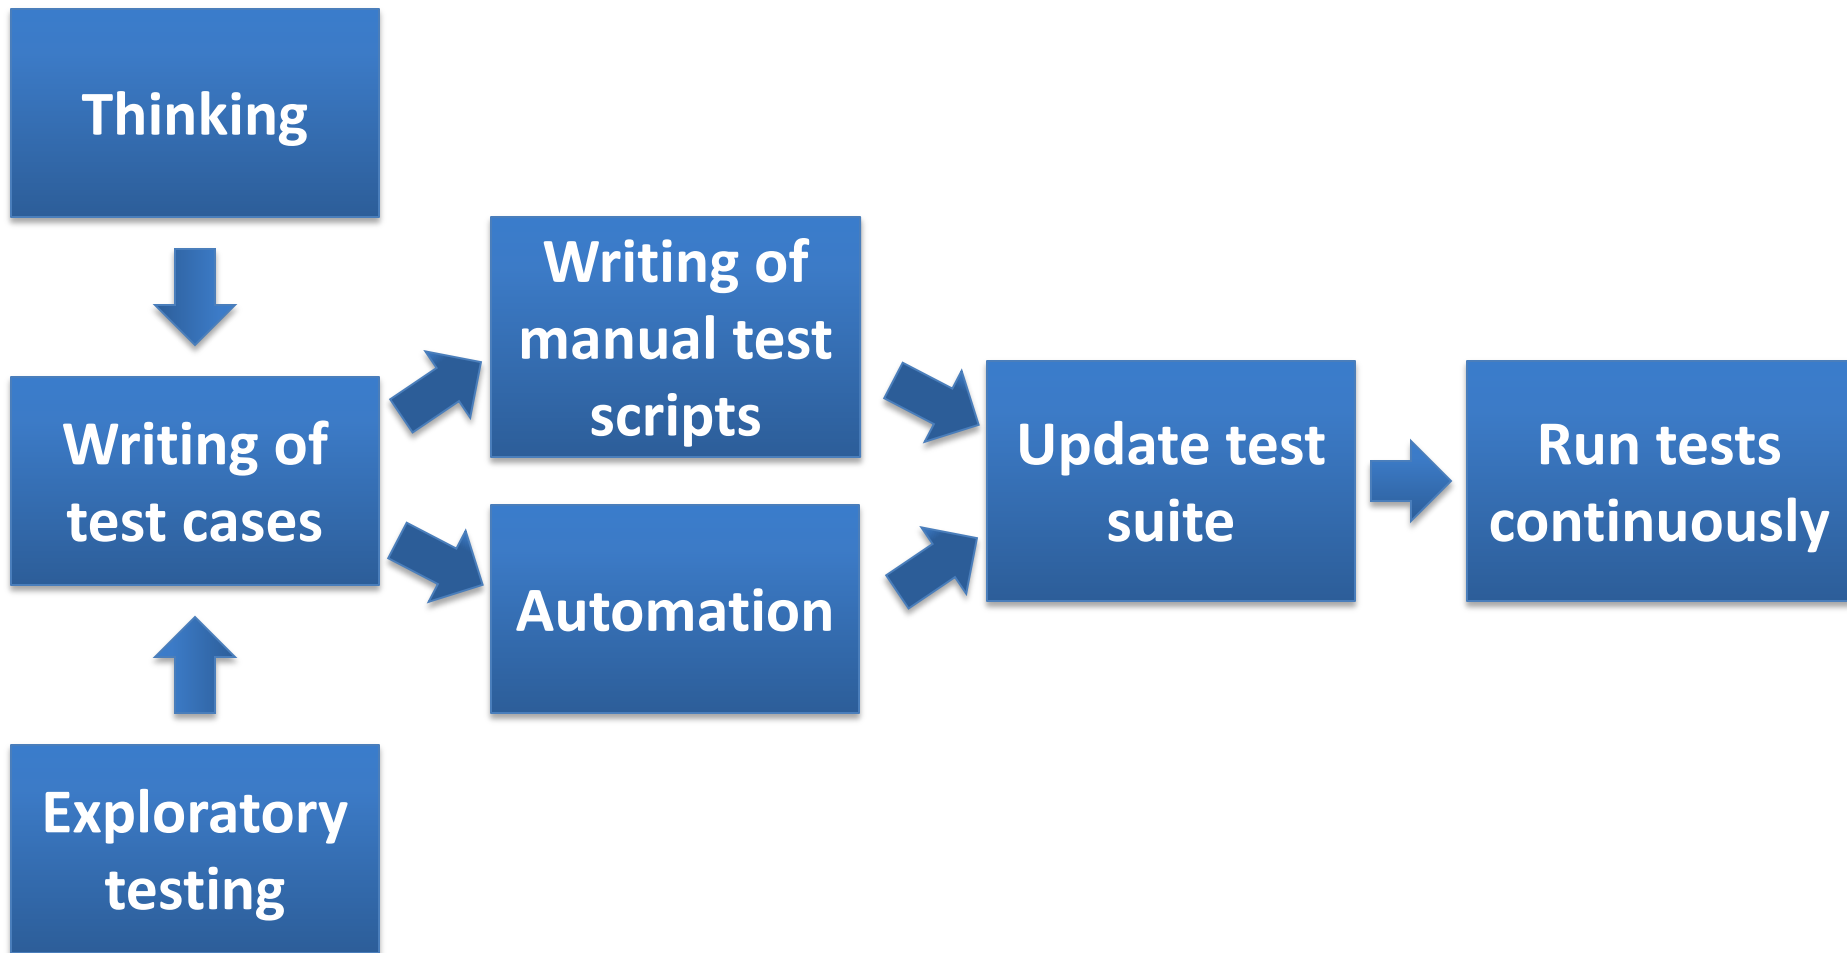 Thinking
Writing of
test cases
Exploratory
testing
Writing of
manual test
scripts
Automation
Update test
suite
Run tests
continuously